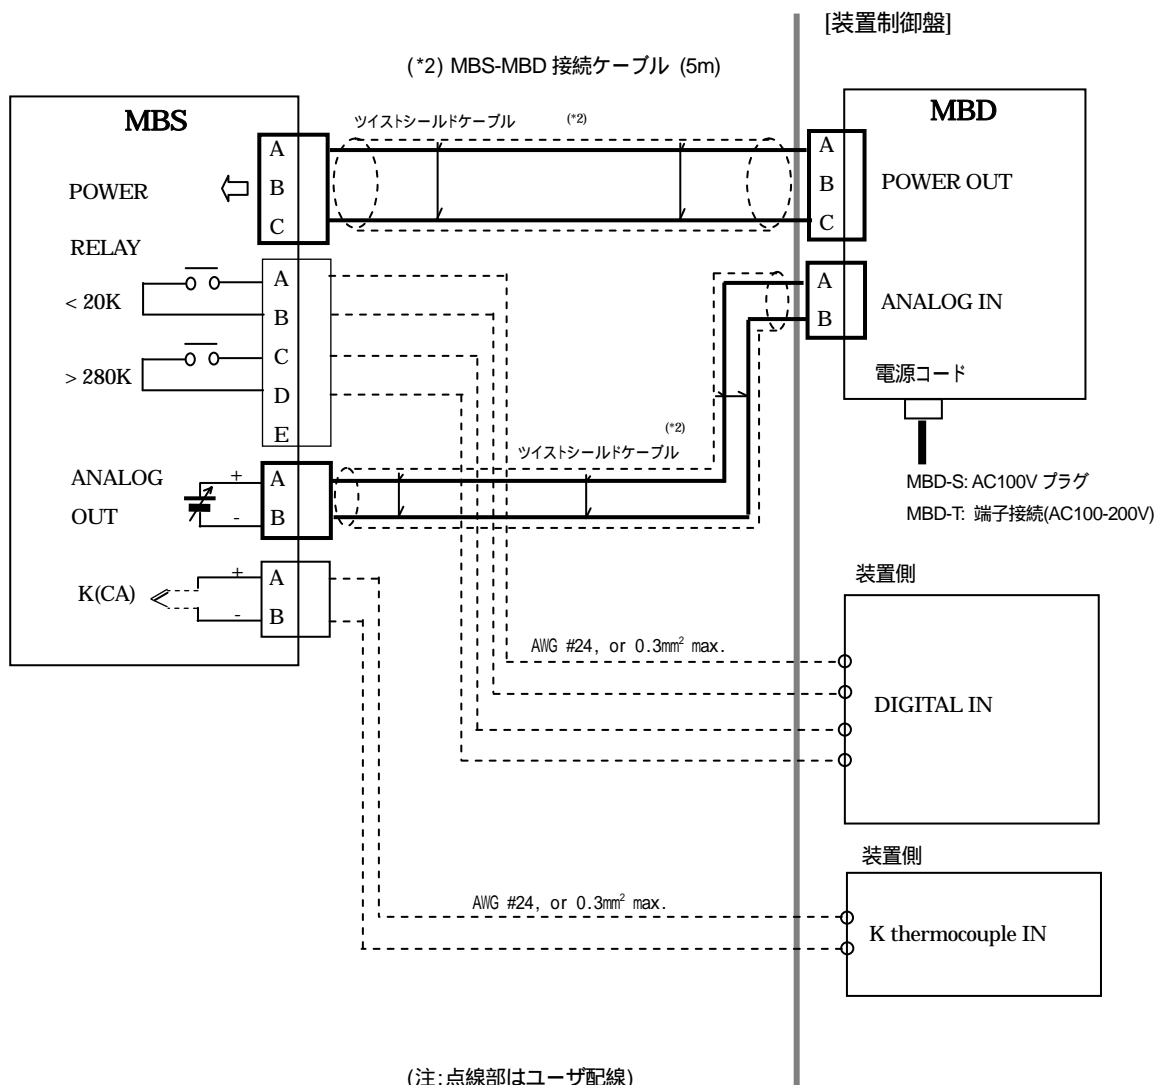 [装置制御盤]
(*2) MBS-MBD 接続ケーブル (5m)
MBS
MBD
ツイストシールドケーブル (*2)
A
B
C
POWER
A
B
C
POWER OUT
RELAY
A
B
C
D
E
< 20K
> 280K
A
B
ANALOG IN
電源コード
MBD-S: AC100V プラグ
MBD-T: 端子接続(AC100-200V)
ツイストシールドケーブル (*2)
ANALOG
OUT
+
-
A
B
K(CA)
+
-
A
B
装置側
AWG #24, or 0.3mm² max.
DIGITAL IN
装置側
AWG #24, or 0.3mm² max.
K thermocouple IN
(注:点線部はユーザ配線)